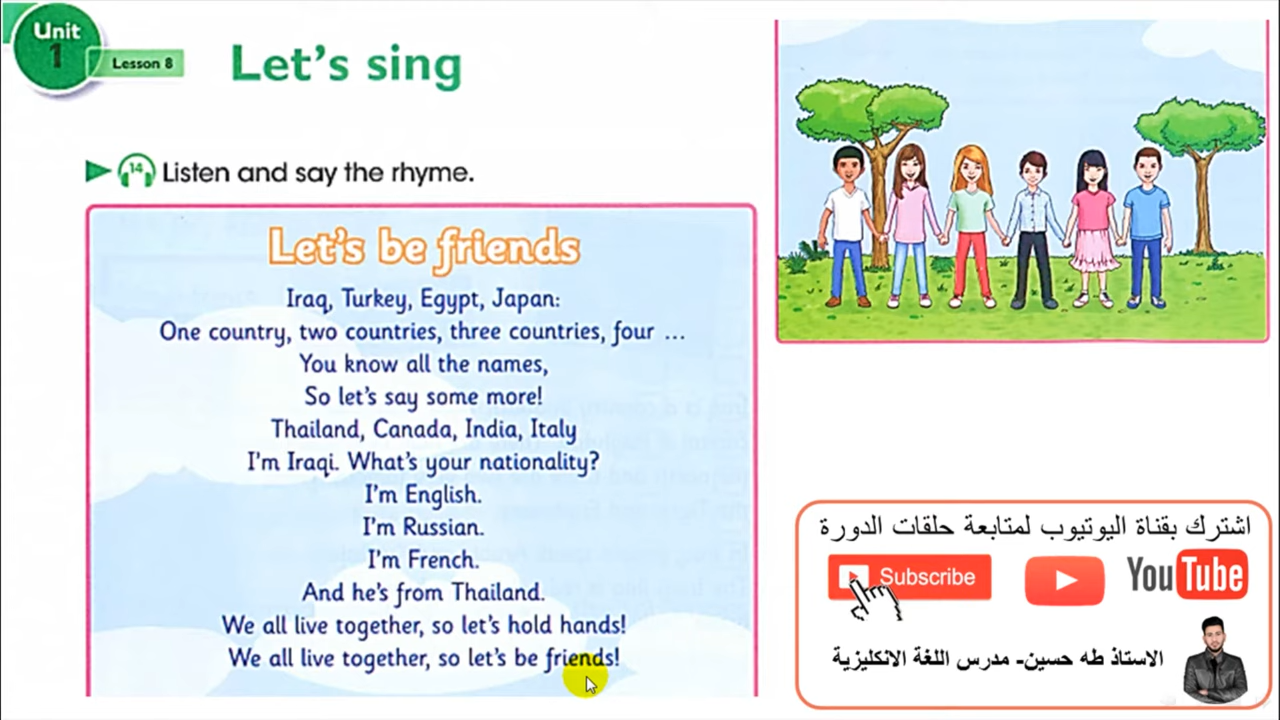 Unit
1
Lesson 8
Let's sing
14
Listen and say the rhyme.
Let's be friends
Iraq, Turkey, Egypt, Japan:
One country, two countries, three countries, four ...
You know all the names,
So let's say some more!
Thailand, Canada, India, Italy
I'm Iraqi. What's your nationality?
I'm English.
I'm Russian.
I'm French.
And he's from Thailand.
We all live together, so let's hold hands!
We all live together, so let's be friends!
اشترك بقناة اليوتيوب لمتابعة حلقات الدورة
Subscribe
YouTube
الاستاذ طه حسين- مدرس اللغة الانكليزية